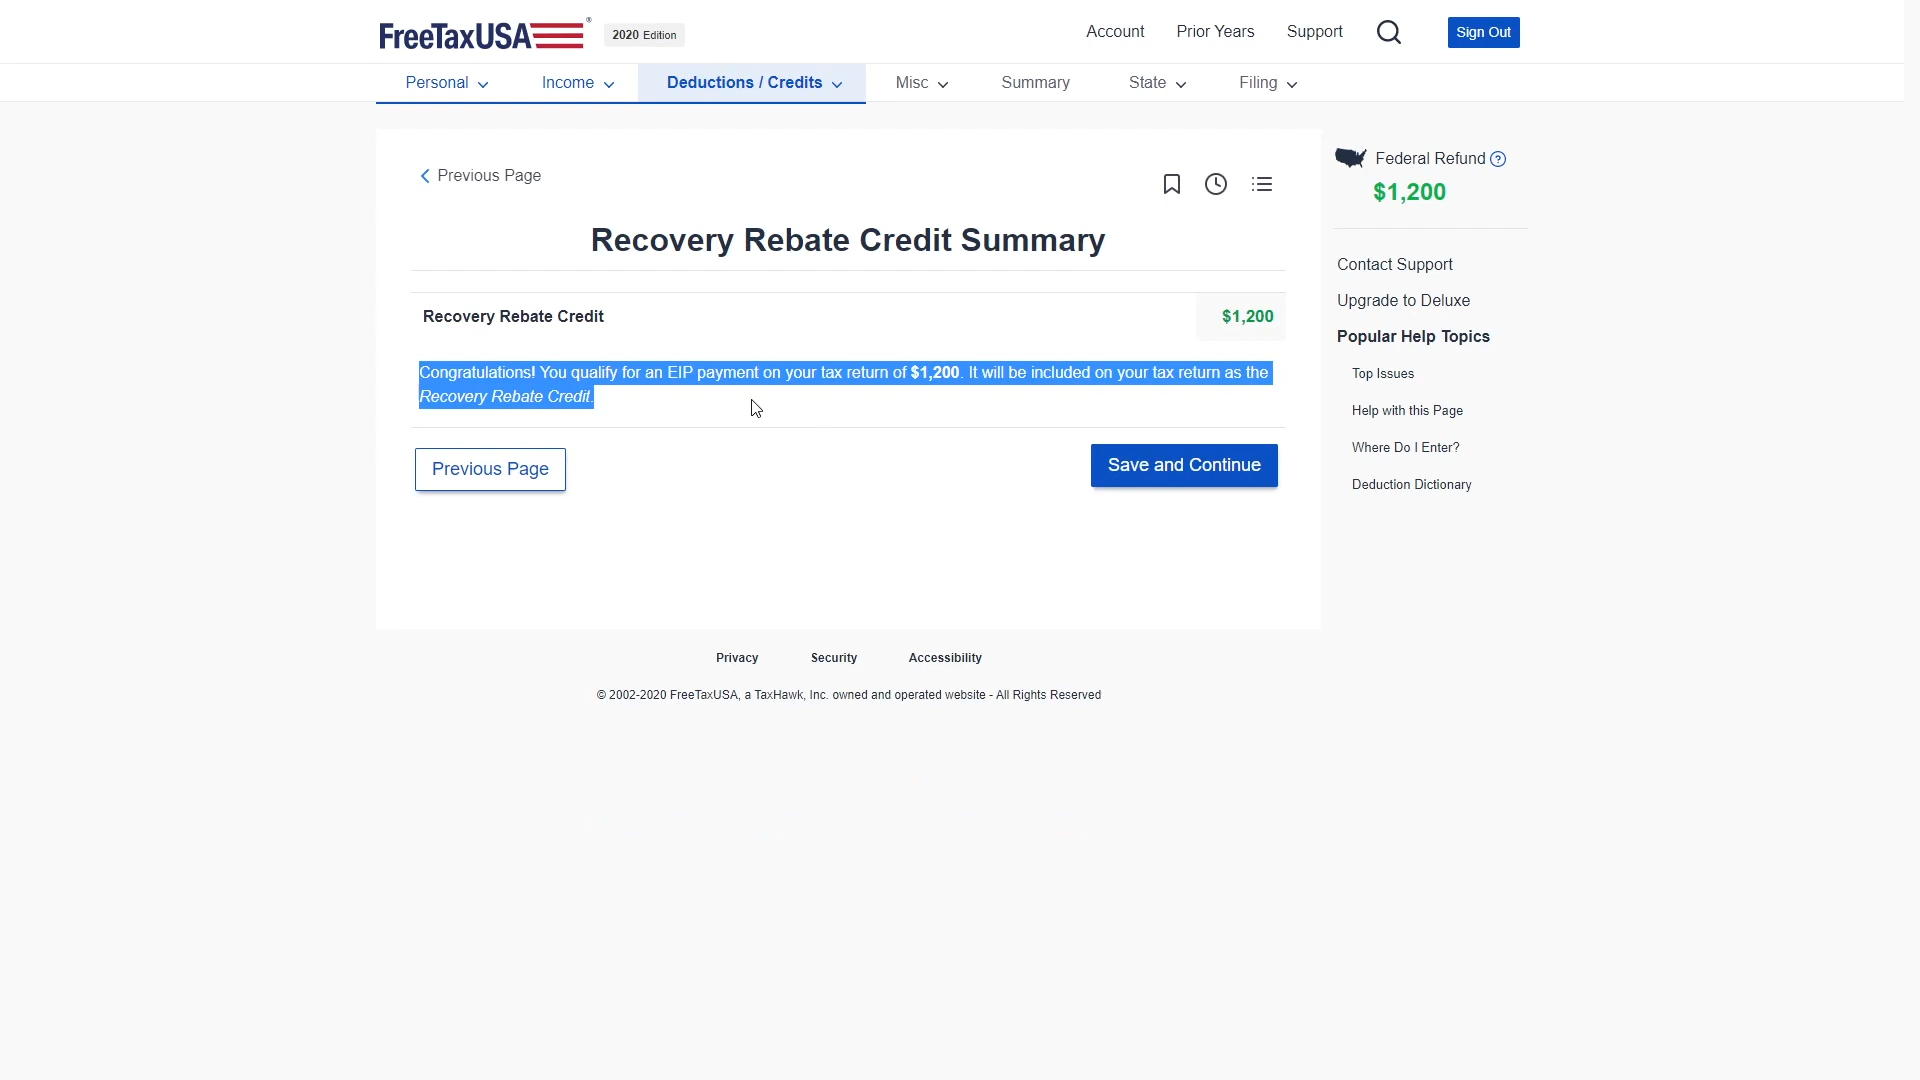 FreeTaxUSA®
2020 Edition
Account
Prior Years
Support
Sign Out
Personal
Income
Deductions / Credits
Misc
Summary
State
Filing
Previous Page
Federal Refund ?
$1,200
Recovery Rebate Credit Summary
Recovery Rebate Credit
$1,200
Congratulations! You qualify for an EIP payment on your tax return of $1,200. It will be included on your tax return as the
Recovery Rebate Credit.
Previous Page
Save and Continue
Contact Support
Upgrade to Deluxe
Popular Help Topics
Top Issues
Help with this Page
Where Do I Enter?
Deduction Dictionary
Privacy
Security
Accessibility
© 2002-2020 FreeTaxUSA, a TaxHawk, Inc. owned and operated website - All Rights Reserved